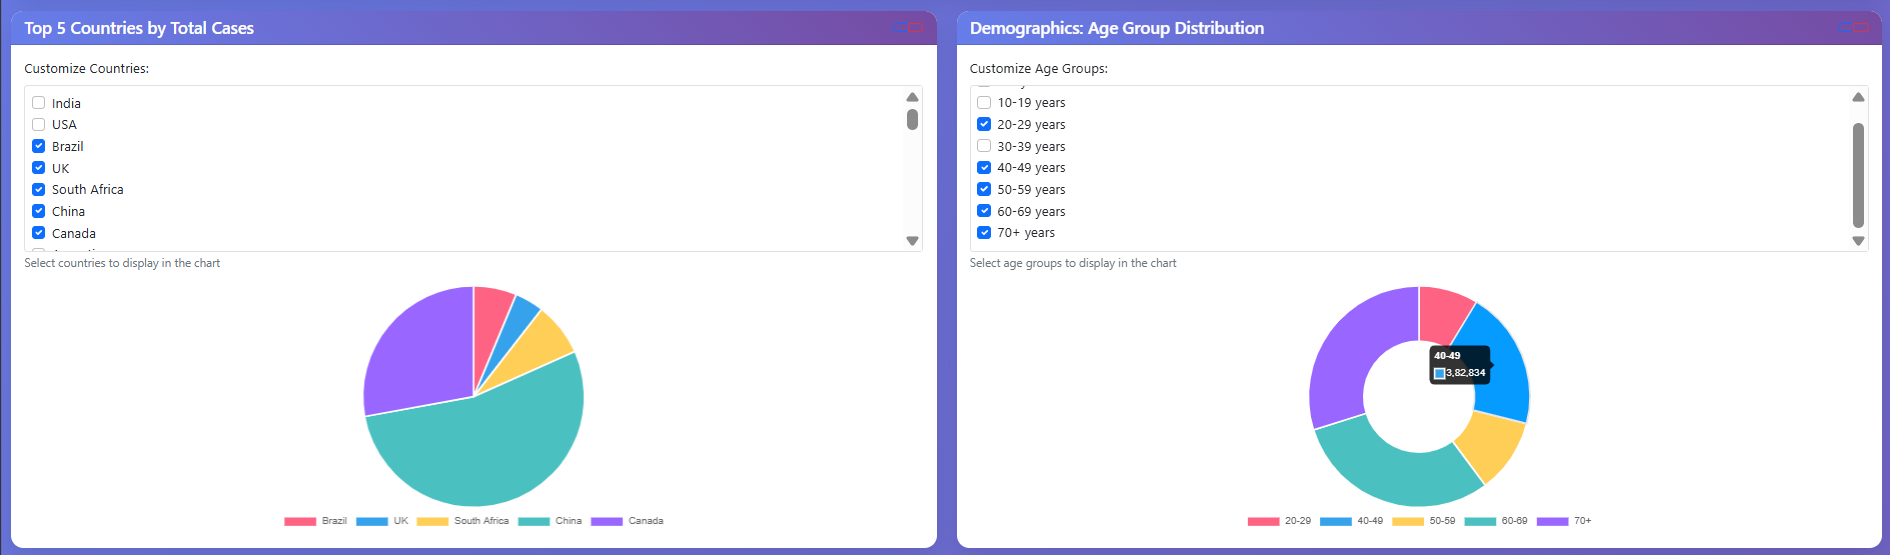 Top 5 Countries by Total Cases
Customize Countries:
India
USA
Brazil
UK
South Africa
China
Canada
Select countries to display in the chart
Brazil UK South Africa China Canada
Demographics: Age Group Distribution
Customize Age Groups:
10-19 years
20-29 years
30-39 years
40-49 years
50-59 years
60-69 years
70+ years
Select age groups to display in the chart
40-49
3,82,834
20-29 40-49 50-59 60-69 70+